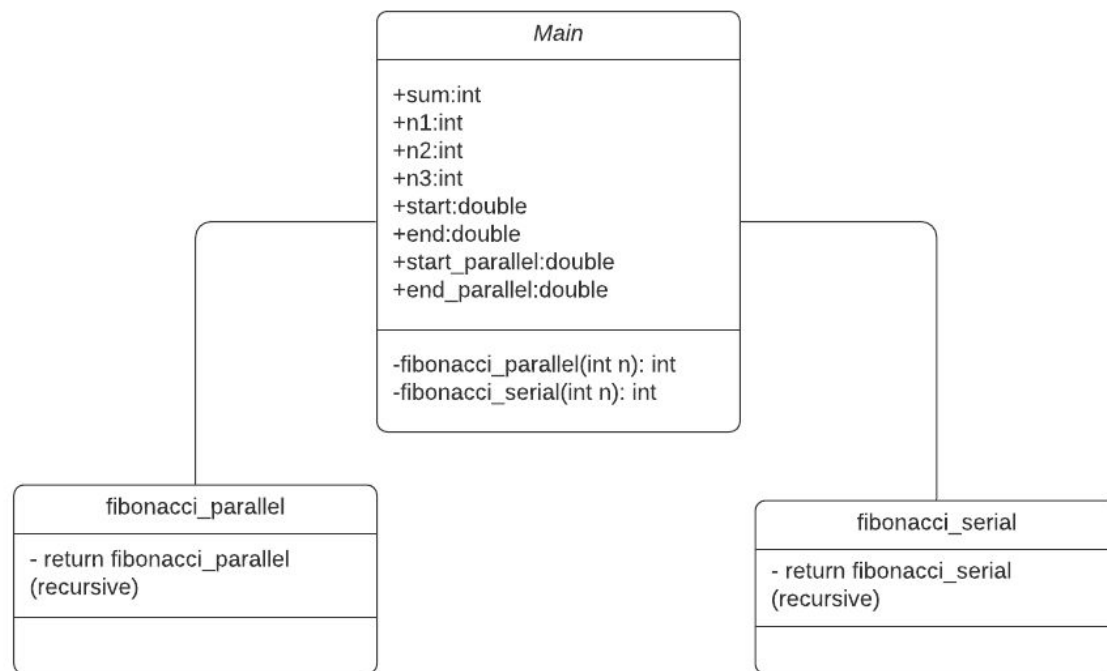 Main
+sum:int
+n1:int
+n2:int
+n3:int
+start:double
+end:double
+start_parallel:double
+end_parallel:double
-fibonacci_parallel(int n): int
-fibonacci_serial(int n): int
fibonacci_parallel
- return fibonacci_parallel
(recursive)
fibonacci_serial
- return fibonacci_serial
(recursive)